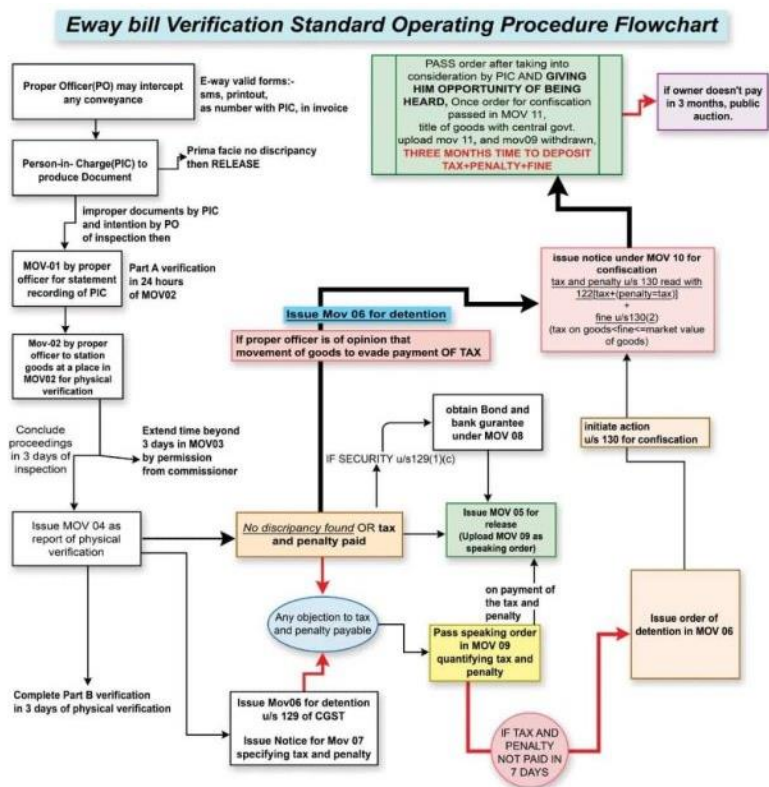 Eway bill Verification Standard Operating Procedure Flowchart
Proper Officer(PO) may intercept
any conveyance
E-way valid forms:-
sms, printout,
as number with PIC, in invoice
PASS order after taking into
consideration by PIC AND GIVING
HIM OPPORTUNITY OF BEING
HEARD, Once order for confiscation
passed in MOV 11,
title of goods with central govt.
upload mov 11, and mov09 withdrawn,
THREE MONTHS TIME TO DEPOSIT
TAX+PENALTY+FINE
if owner doesn't pay
in 3 months, public
auction.
Person-in- Charge(PIC) to
produce Document
Prima facie no discripancy
then RELEASE
improper documents by PIC
and intention by PO
of inspection then
MOV-01 by proper
officer for statement
recording of PIC
Part A verification
in 24 hours
of MOV02
issue notice under MOV 10 for
confiscation
tax and penalty u/s 130 read with
122[tax+(penalty=tax)]
+
fine u/s130(2)
(tax on goods<fine<=market value
of goods)
Issue Mov 06 for detention
If proper officer is of opinion that
movement of goods to evade payment OF TAX
Mov-02 by proper
officer to station
goods at a place in
MOV02 for physical
verification
Conclude
proceedings
in 3 days of
inspection
Extend time beyond
3 days in MOV03
by permission
from commissioner
obtain Bond and
bank gurantee
under MOV 08
IF SECURITY u/s129(1)(c)
initiate action
u/s 130 for confiscation
Issue MOV 04 as
report of physical
verification
No discripancy found OR tax
and penalty paid
Issue MOV 05 for
release
(Upload MOV 09 as
speaking order)
on payment of
the tax and
penalty
Any objection to tax
and penalty payable
Pass speaking order
in MOV 09
quantifying tax and
penalty
Issue order of
detention in MOV 06
Complete Part B verification
in 3 days of physical verification
Issue Mov06 for detention
u/s 129 of CGST
Issue Notice for Mov 07
specifying tax and penalty
IF TAX AND
PENALTY
NOT PAID IN
7 DAYS